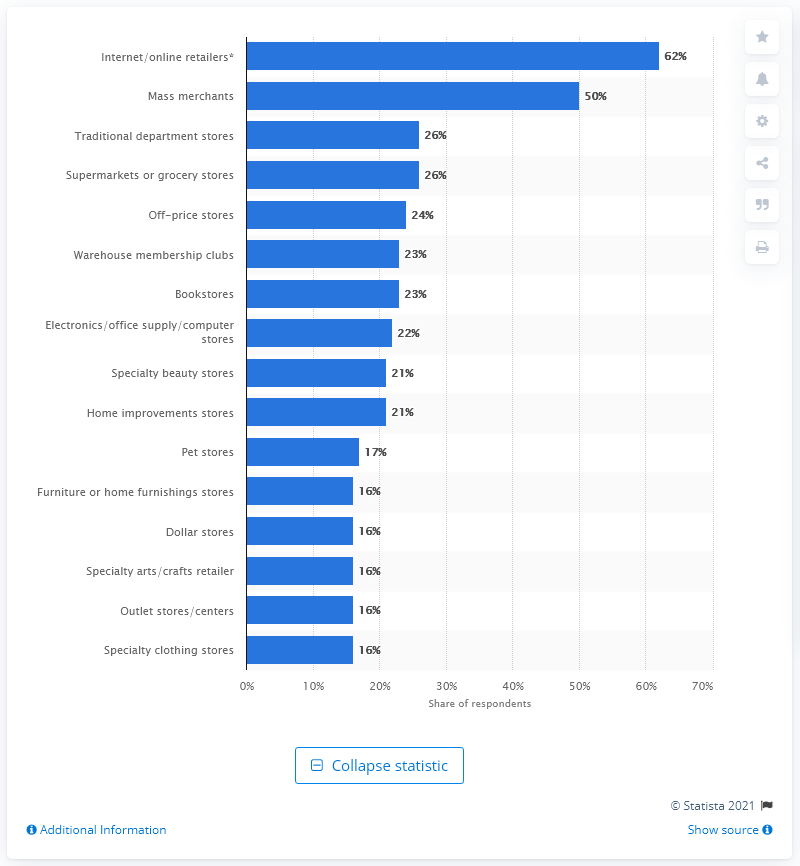 Internet/online retailers* 62%
Mass merchants 50%
Traditional department stores 26%
Supermarkets or grocery stores 26%
Off-price stores 24%
Warehouse membership clubs 23%
Bookstores 23%
Electronics/office supply/computer
stores 22%
Specialty beauty stores 21%
Home improvements stores 21%
Pet stores 17%
Furniture or home furnishings stores 16%
Dollar stores 16%
Specialty arts/crafts retailer 16%
Outlet stores/centers 16%
Specialty clothing stores 16%
0% 10% 20% 30% 40% 50% 60% 70%
Share of respondents
Collapse statistic
© Statista 2021
Additional Information Show source